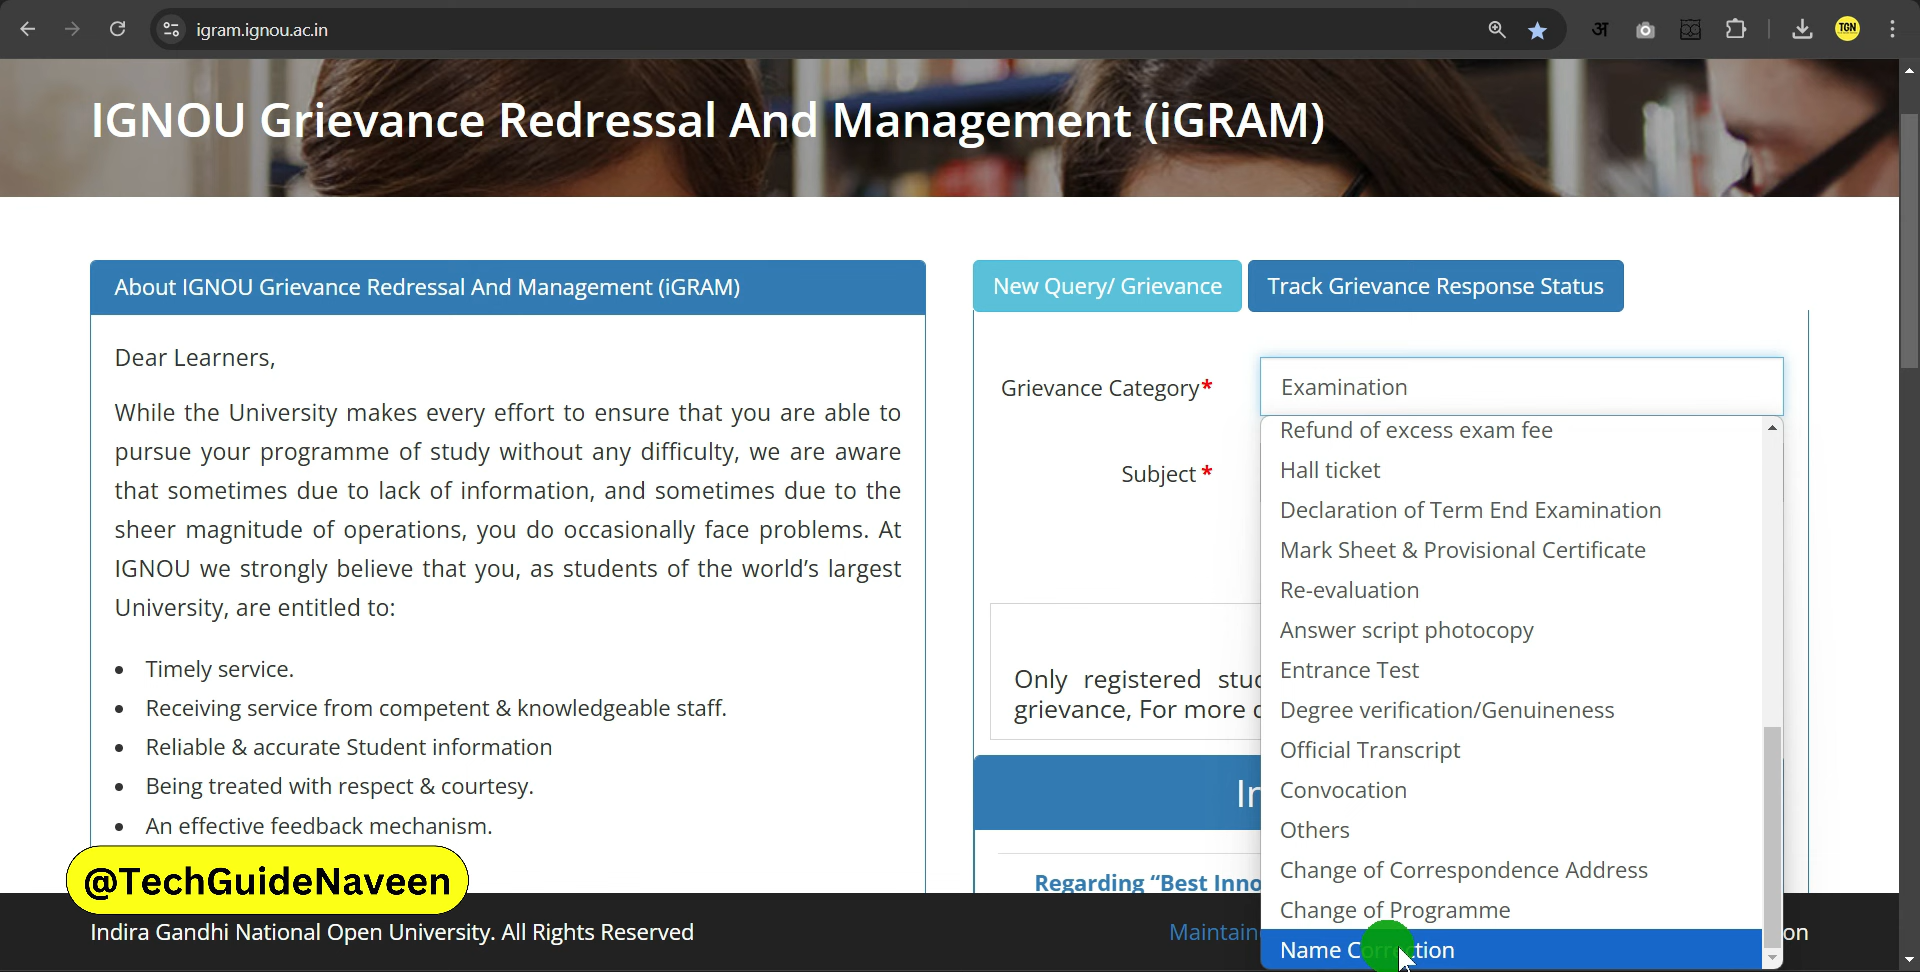 igram.ignou.ac.in
अ
TGN
IGNOU Grievance Redressal And Management (iGRAM)
About IGNOU Grievance Redressal And Management (iGRAM)
Dear Learners,
While the University makes every effort to ensure that you are able to
pursue your programme of study without any difficulty, we are aware
that sometimes due to lack of information, and sometimes due to the
sheer magnitude of operations, you do occasionally face problems. At
IGNOU we strongly believe that you, as students of the world's largest
University, are entitled to:
• Timely service.
• Receiving service from competent & knowledgeable staff.
• Reliable & accurate Student information
• Being treated with respect & courtesy.
• An effective feedback mechanism.
@TechGuideNaveen
New Query/ Grievance
Track Grievance Response Status
Grievance Category*
Examination
Subject *
Refund of excess exam fee
Hall ticket
Declaration of Term End Examination
Mark Sheet & Provisional Certificate
Re-evaluation
Answer script photocopy
Entrance Test
Degree verification/Genuineness
Official Transcript
Convocation
Others
Change of Correspondence Address
Change of Programme
Name Correction
Only registered
grievance, For more
Regarding “Best
Indira Gandhi National Open University. All Rights Reserved